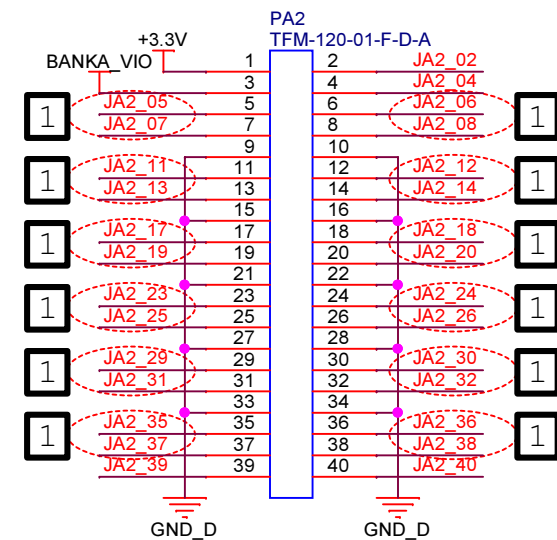 PA2
TFM-120-01-F-D-A
+3.3V
BANKA_VIO
1 2 JA2_02
3 4 JA2_04
1 JA2_05 5 6 JA2_06 1
JA2_07 7 8 JA2_08
9 10
1 JA2_11 11 12 JA2_12 1
JA2_13 13 14 JA2_14
15 16
1 JA2_17 17 18 JA2_18 1
JA2_19 19 20 JA2_20
21 22
1 JA2_23 23 24 JA2_24 1
JA2_25 25 26 JA2_26
27 28
1 JA2_29 29 30 JA2_30 1
JA2_31 31 32 JA2_32
33 34
1 JA2_35 35 36 JA2_36 1
JA2_37 37 38 JA2_38
JA2_39 39 40 JA2_40
GND_D GND_D